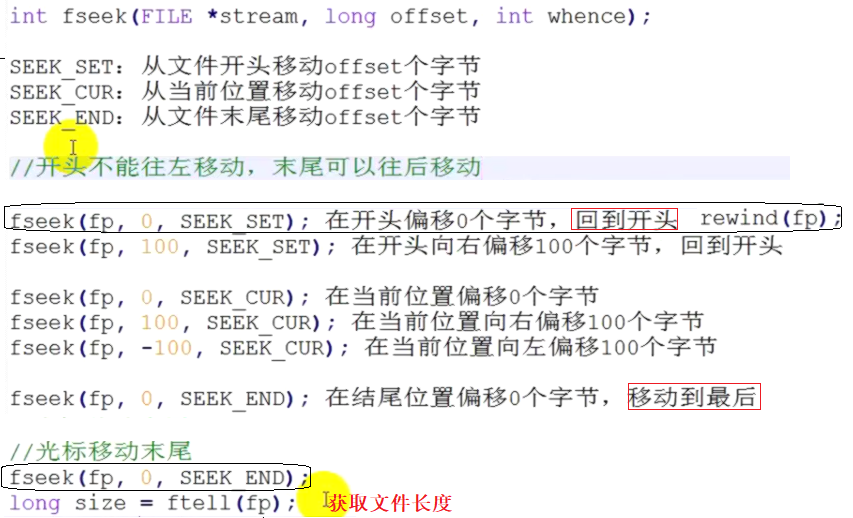 int fseek(FILE *stream, long offset, int whence);
SEEK_SET: 从文件开头移动offset个字节
SEEK_CUR: 从当前位置移动offset个字节
SEEK_END: 从文件末尾移动offset个字节
//开头不能往左移动，末尾可以往后移动
fseek(fp, 0, SEEK_SET); 在开头偏移0个字节，回到开头 rewind(fp);
fseek(fp, 100, SEEK_SET); 在开头向右偏移100个字节，回到开头
fseek(fp, 0, SEEK_CUR); 在当前位置偏移0个字节
fseek(fp, 100, SEEK_CUR); 在当前位置向右偏移100个字节
fseek(fp, -100, SEEK_CUR); 在当前位置向左偏移100个字节
fseek(fp, 0, SEEK_END); 在结尾位置偏移0个字节，移动到最后
//光标移动末尾
fseek(fp, 0, SEEK_END);
long size = ftell(fp); 获取文件长度